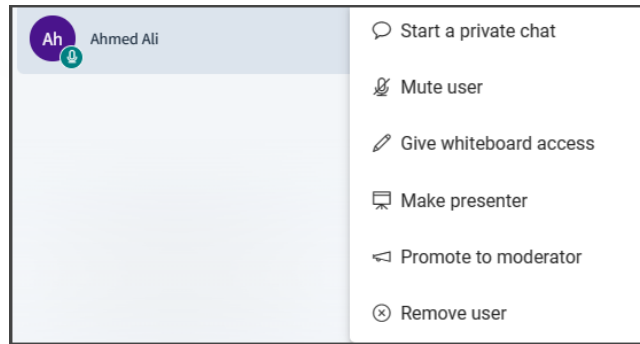 Ah
Ahmed Ali
Start a private chat
Mute user
Give whiteboard access
Make presenter
Promote to moderator
Remove user